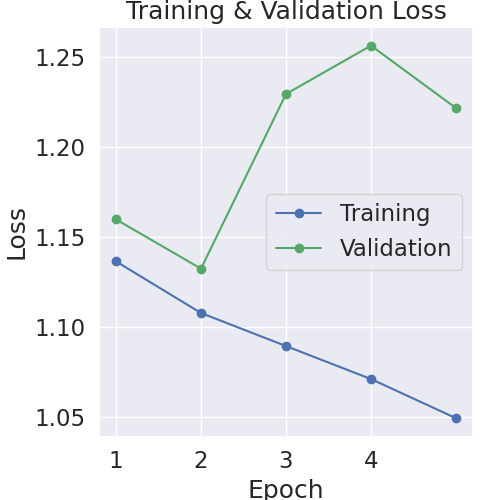 Training & Validation Loss
1.25
1.20
1.15
1.10
1.05
Loss
Training
Validation
1 2 3 4
Epoch